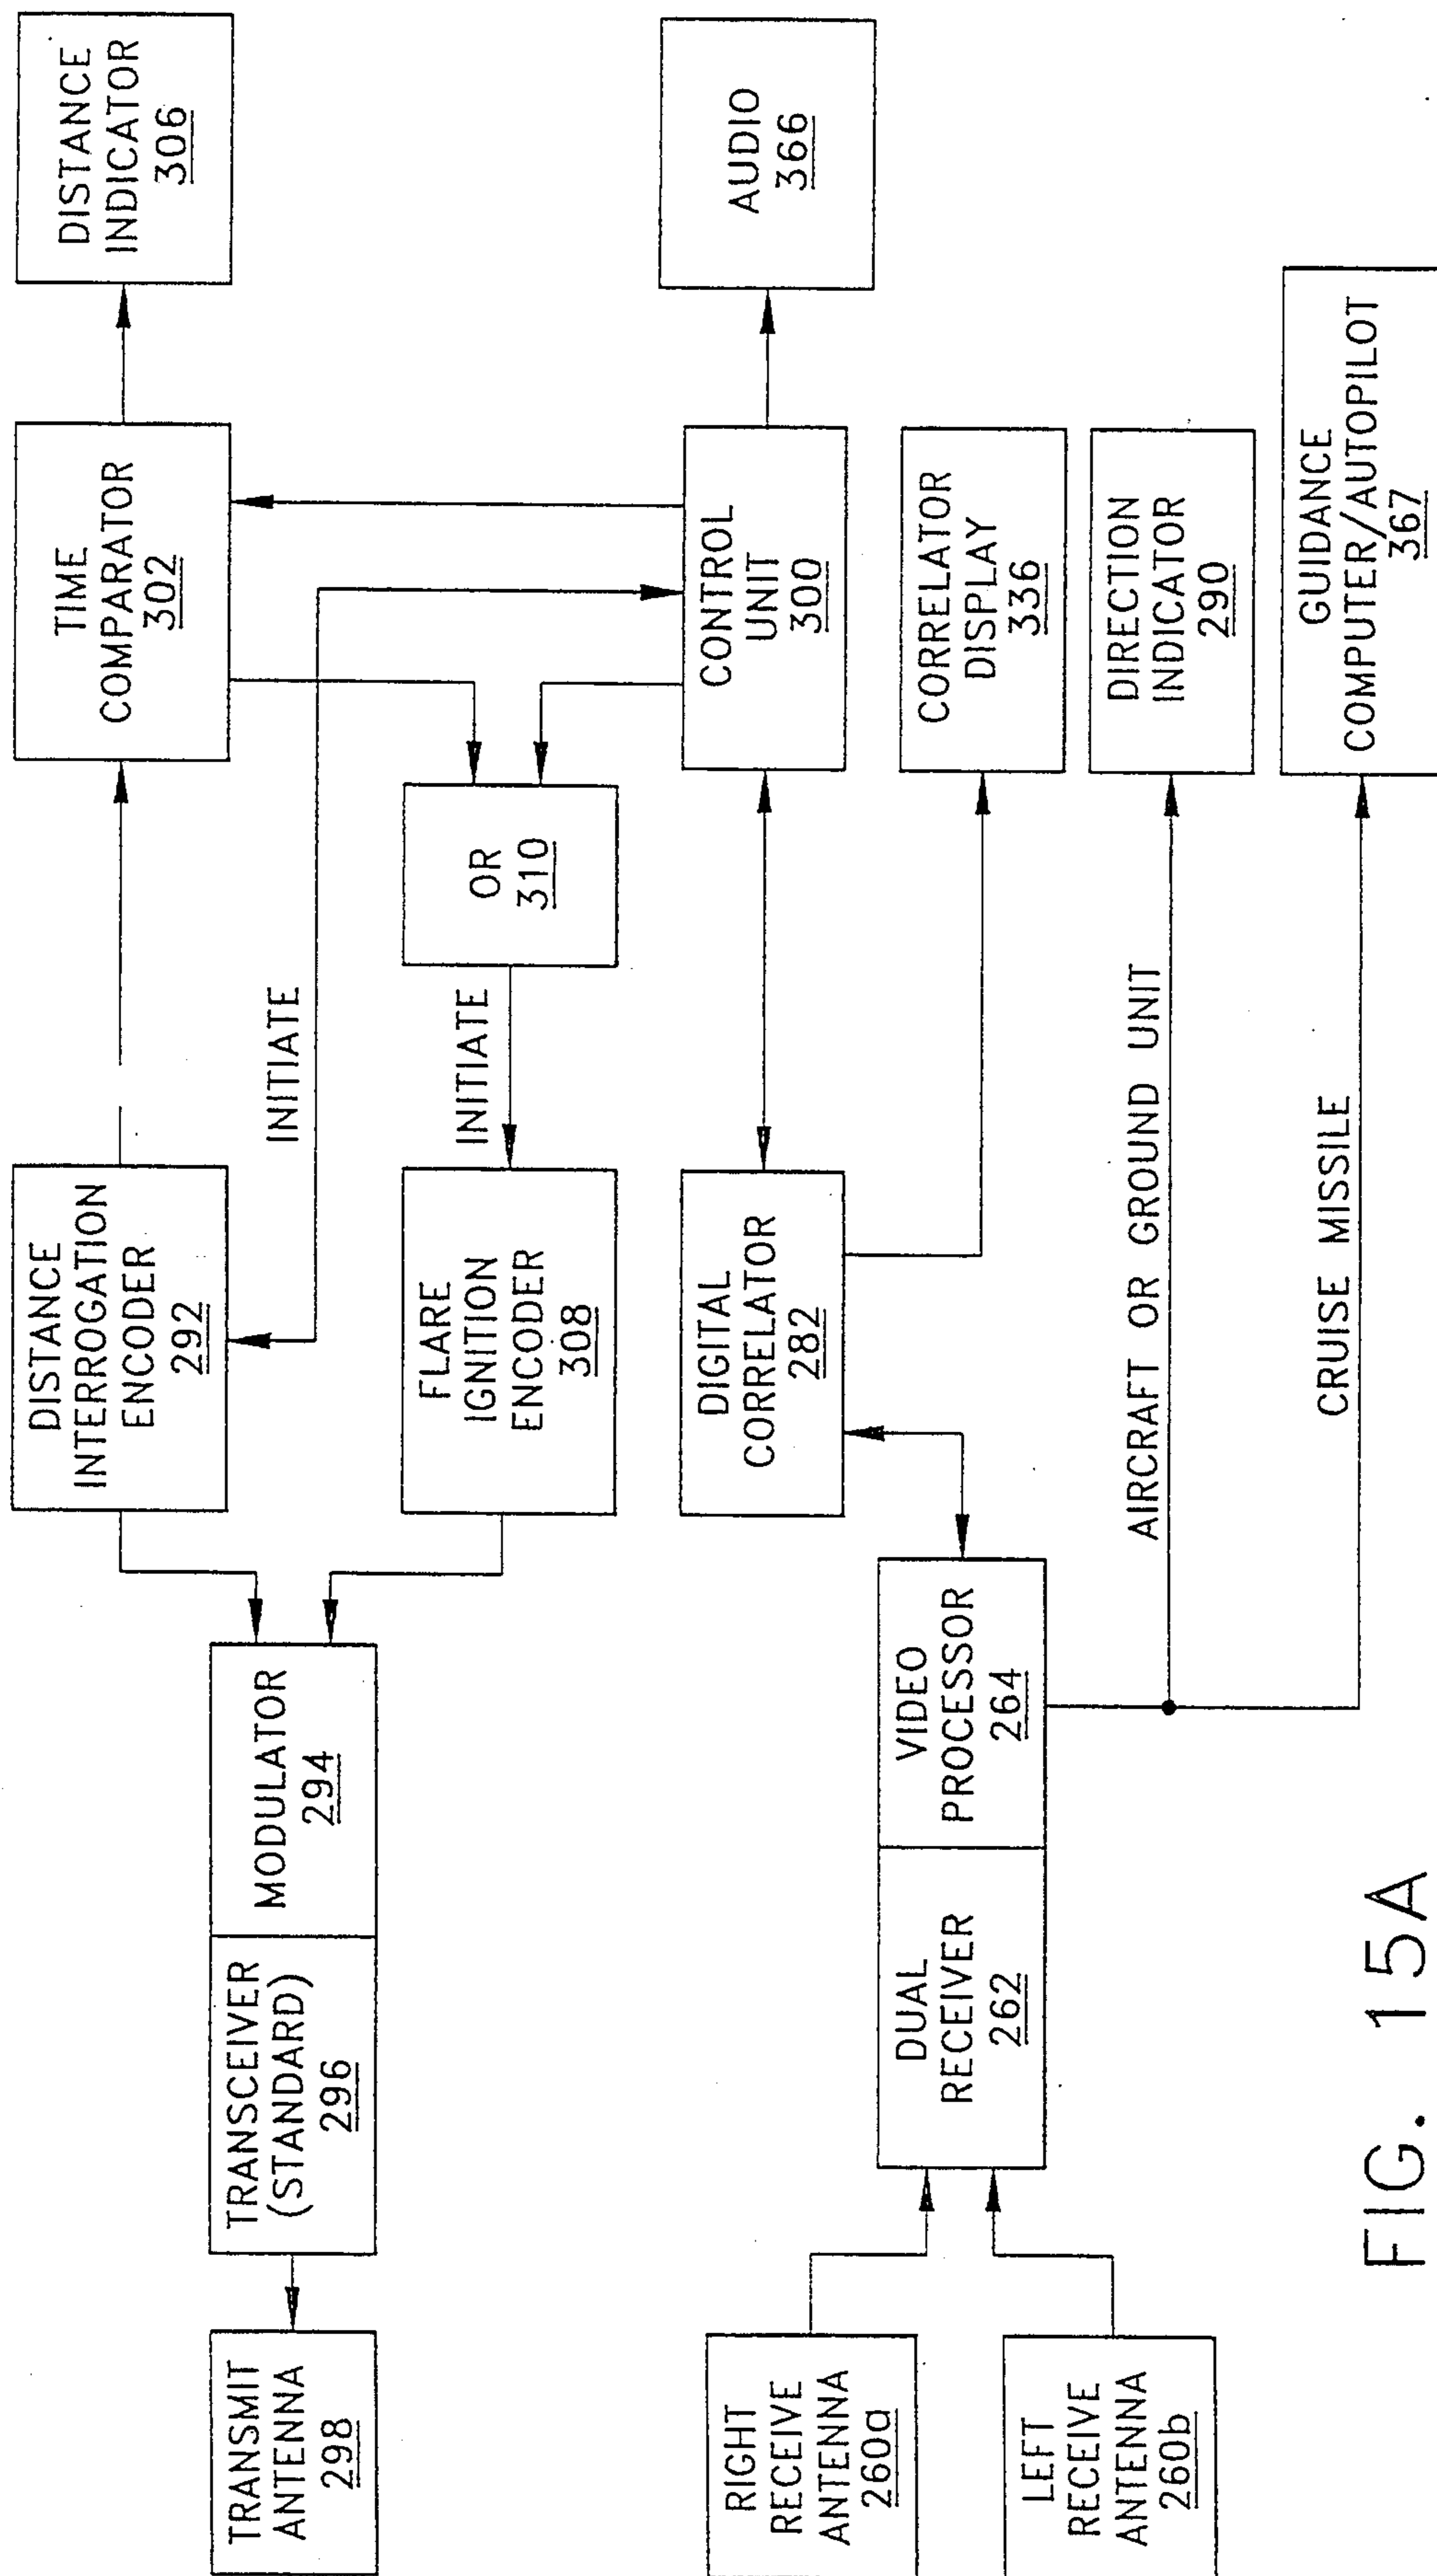 TRANSMIT
ANTENNA
298
TRANSCEIVER
(STANDARD)
296
MODULATOR
294
DISTANCE
INTERROGATION
ENCODER
292
TIME
COMPARATOR
302
DISTANCE
INDICATOR
306
INITIATE
FLARE
IGNITION
ENCODER
308
INITIATE
OR
310
RIGHT
RECEIVE
ANTENNA
260a
LEFT
RECEIVE
ANTENNA
260b
DUAL
RECEIVER
262
VIDEO
PROCESSOR
264
DIGITAL
CORRELATOR
282
CONTROL
UNIT
300
AUDIO
366
CORRELATOR
DISPLAY
336
AIRCRAFT OR GROUND UNIT
DIRECTION
INDICATOR
290
CRUISE MISSILE
GUIDANCE
COMPUTER/AUTOPILOT
367
FIG. 15A